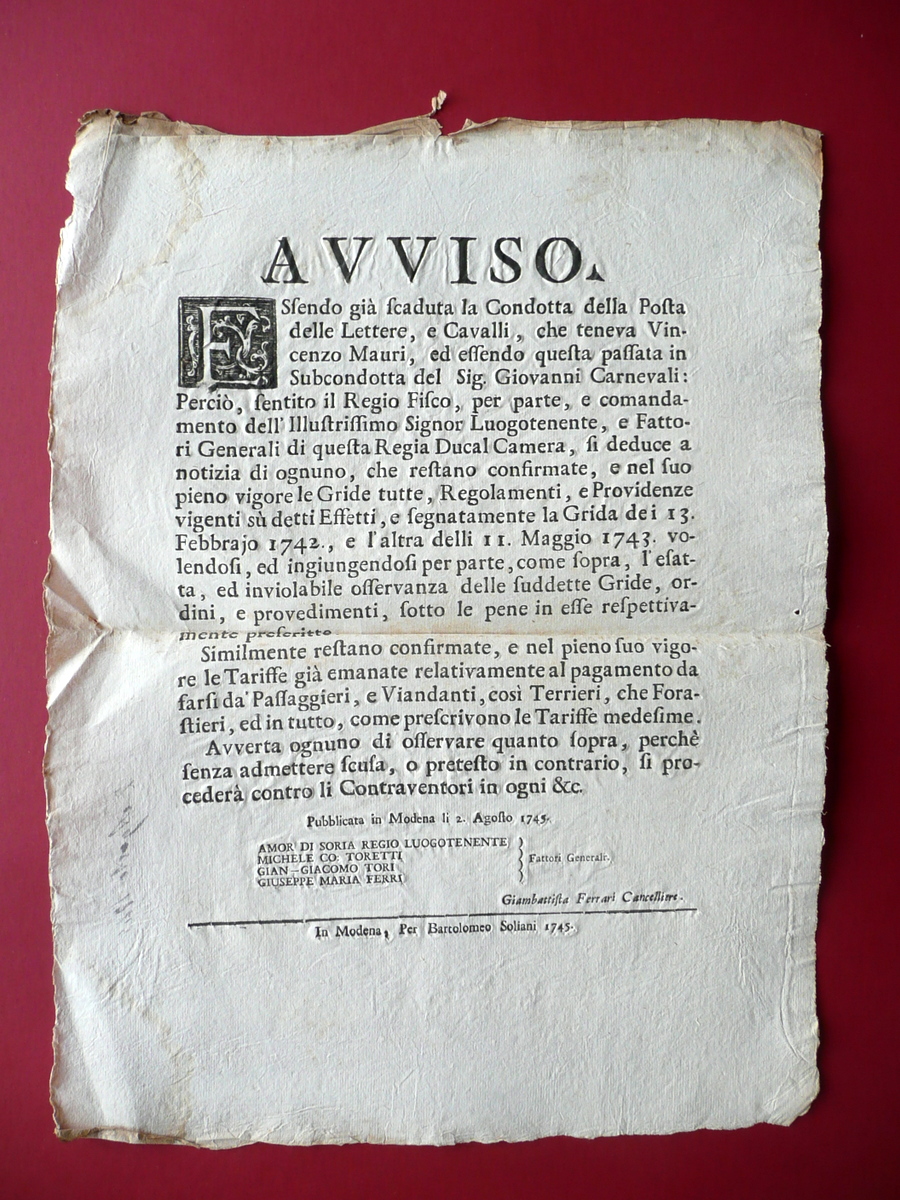 AVVISO.
ESsendo già ſcaduta la Condotta della Poſta
delle Lettere, e Cavalli, che teneva Vin-
cenzo Mauri, ed eſſendo queſta paſſata in
Subcondotta del Sig. Giovanni Carnevali:
Perciò, ſentito il Regio Fiſco, per parte, e comanda-
mento dell' Illuſtriſſimo Signor Luogotenente, e Fatto-
ri Generali di queſta Regia Ducal Camera, ſi deduce a
notizia di ognuno, che reſtano confirmate, e nel ſuo
pieno vigore le Gride tutte, Regolamenti, e Providenze
vigenti sù detti Effetti, e ſegnatamente la Grida dei 13.
Febbrajo 1742., e l'altra delli 11. Maggio 1743. vo-
lendoſi, ed ingiungendoſi per parte, come ſopra, l'eſat-
ta, ed inviolabile oſſervanza delle ſuddette Gride, or-
dini, e provedimenti, ſotto le pene in eſſe reſpettiva-
mente preſcritte
Similmente reſtano confirmate, e nel pieno ſuo vigo-
re le Tariffe già emanate relativamente al pagamento da
farſi da' Paſſaggieri, e Viandanti, così Terrieri, che Fora-
ſtieri, ed in tutto, come preſcrivono le Tariffe medeſime.
Avverta ognuno di oſſervare quanto ſopra, perchè
ſenza admettere ſcuſa, o preteſto in contrario, ſi pro-
cederà contro li Contraventori in ogni &c.
Pubblicata in Modena li 2. Agoſto 1745.
AMOR DI SORIA REGIO LUOGOTENENTE
MICHELE CO: TORETTI
GIAN-GIACOMO TORI
GIUSEPPE MARIA FERRI
Fattori Generali.
Giambattiſta Ferrari Cancelliere.
In Modena, Per Bartolomeo Soliani 1745.